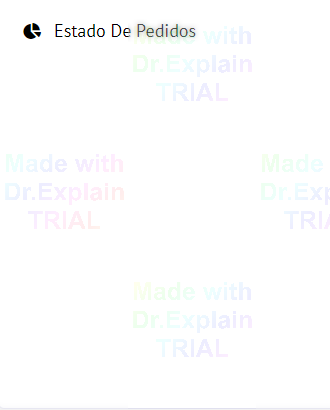 Estado De Pedidos
Made with
Dr.Explain
TRIAL
Made with
Dr.Explain
TRIAL
Made
Dr.Exp
TRIA
Made with
Dr.Explain
TRIAL